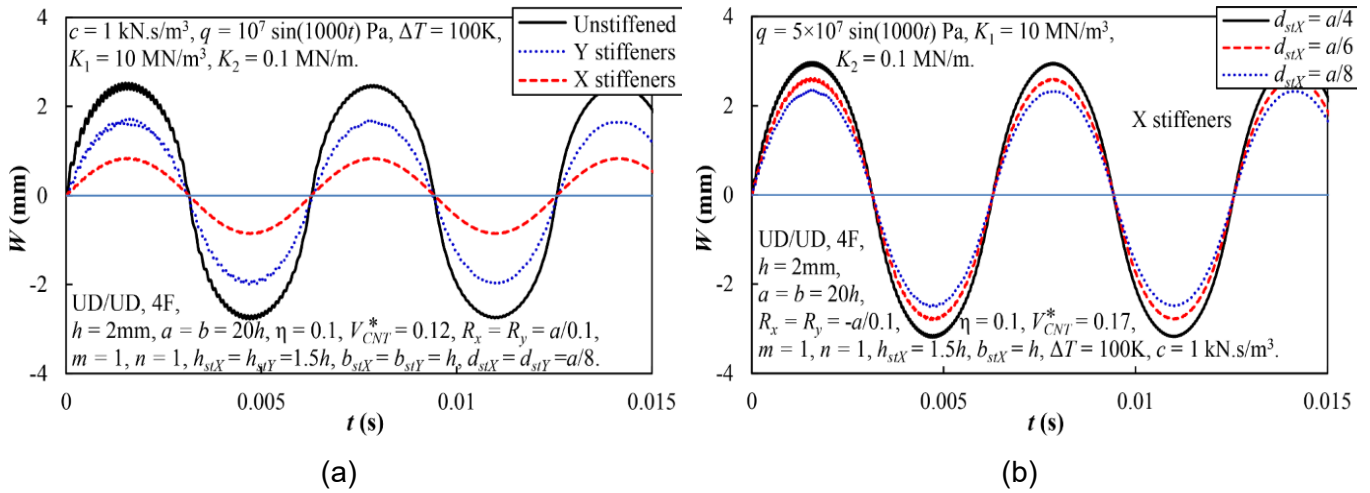 c = 1 kN.s/m³, q = 10⁷ sin(1000t) Pa, ΔT = 100K,
K₁ = 10 MN/m³, K₂ = 0.1 MN/m.
Unstiffened
Y stiffeners
X stiffeners
4
2
0
-2
-4
W (mm)
UD/UD, 4F,
h = 2mm, a = b = 20h, η = 0.1, V*CNT = 0.12, Rx = Ry = a/0.1,
m = 1, n = 1, hstX = hstY =1.5h, bstX = bstY = h, dstX = dstY =a/8.
0
0.005
0.01
0.015
t (s)
(a)
q = 5×10⁷ sin(1000t) Pa, K₁ = 10 MN/m³,
K₂ = 0.1 MN/m.
dstX = a/4
dstX = a/6
dstX = a/8
X stiffeners
4
2
0
-2
-4
W (mm)
UD/UD, 4F,
h = 2mm,
a = b = 20h,
Rx = Ry = -a/0.1, η = 0.1, V*CNT = 0.17,
m = 1, n = 1, hstX = 1.5h, bstX = h, ΔT = 100K, c = 1 kN.s/m³.
0
0.005
0.01
0.015
t (s)
(b)